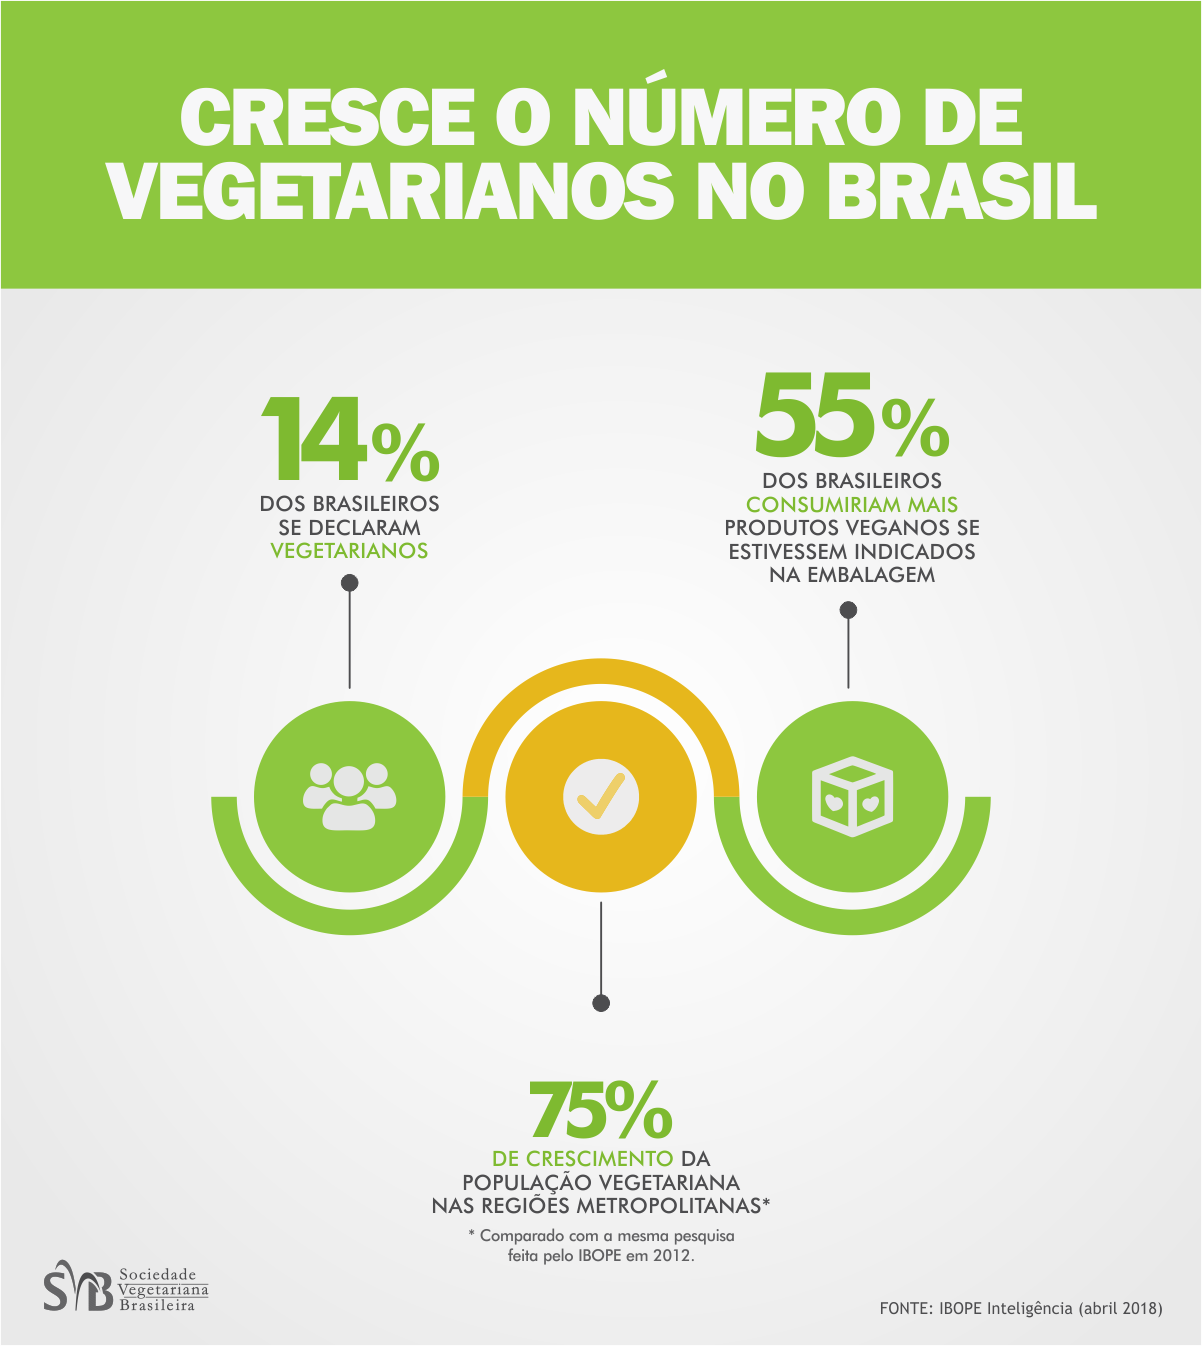 CRESCE O NÚMERO DE
VEGETARIANOS NO BRASIL
14%
DOS BRASILEIROS
SE DECLARAM
VEGETARIANOS
55%
DOS BRASILEIROS
CONSUMIRIAM MAIS
PRODUTOS VEGANOS SE
ESTIVESSEM INDICADOS
NA EMBALAGEM
75%
DE CRESCIMENTO DA
POPULAÇÃO VEGETARIANA
NAS REGIÕES METROPOLITANAS*
* Comparado com a mesma pesquisa
feita pelo IBOPE em 2012.
SVB
Sociedade
Vegetariana
Brasileira
FONTE: IBOPE Inteligência (abril 2018)